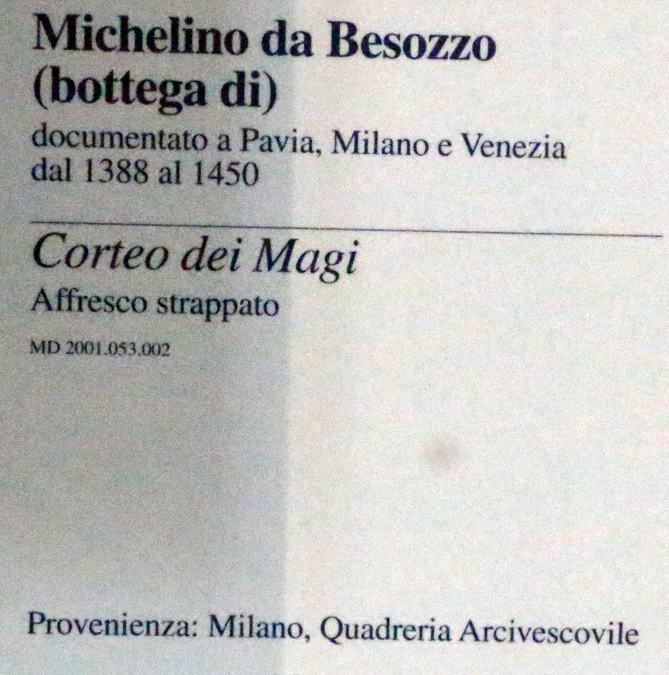 Michelino da Besozzo
(bottega di)
documentato a Pavia, Milano e Venezia
dal 1388 al 1450
Corteo dei Magi
Affresco strappato
MD 2001.053.002
Provenienza: Milano, Quadreria Arcivescovile